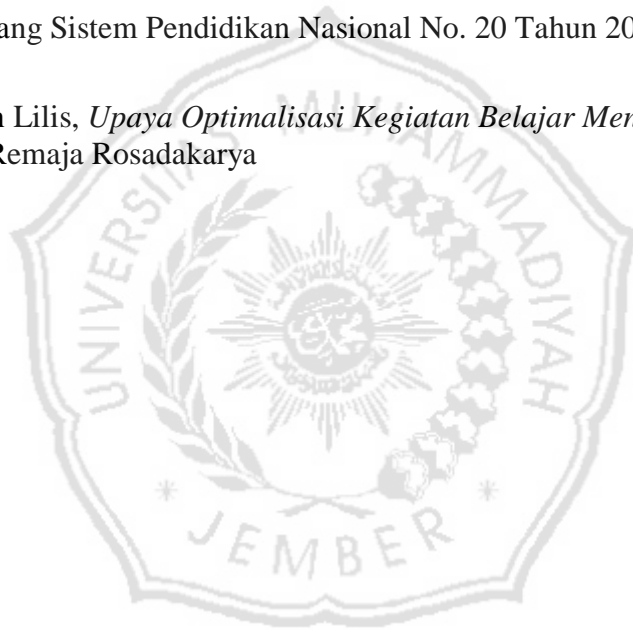 ang Sistem Pendidikan Nasional No. 20 Tahun 20
n Lilis, Upaya Optimalisasi Kegiatan Belajar Men
Remaja Rosadakarya
UNIVERSITAS MUHAMMADIYAH
* JEMBER *